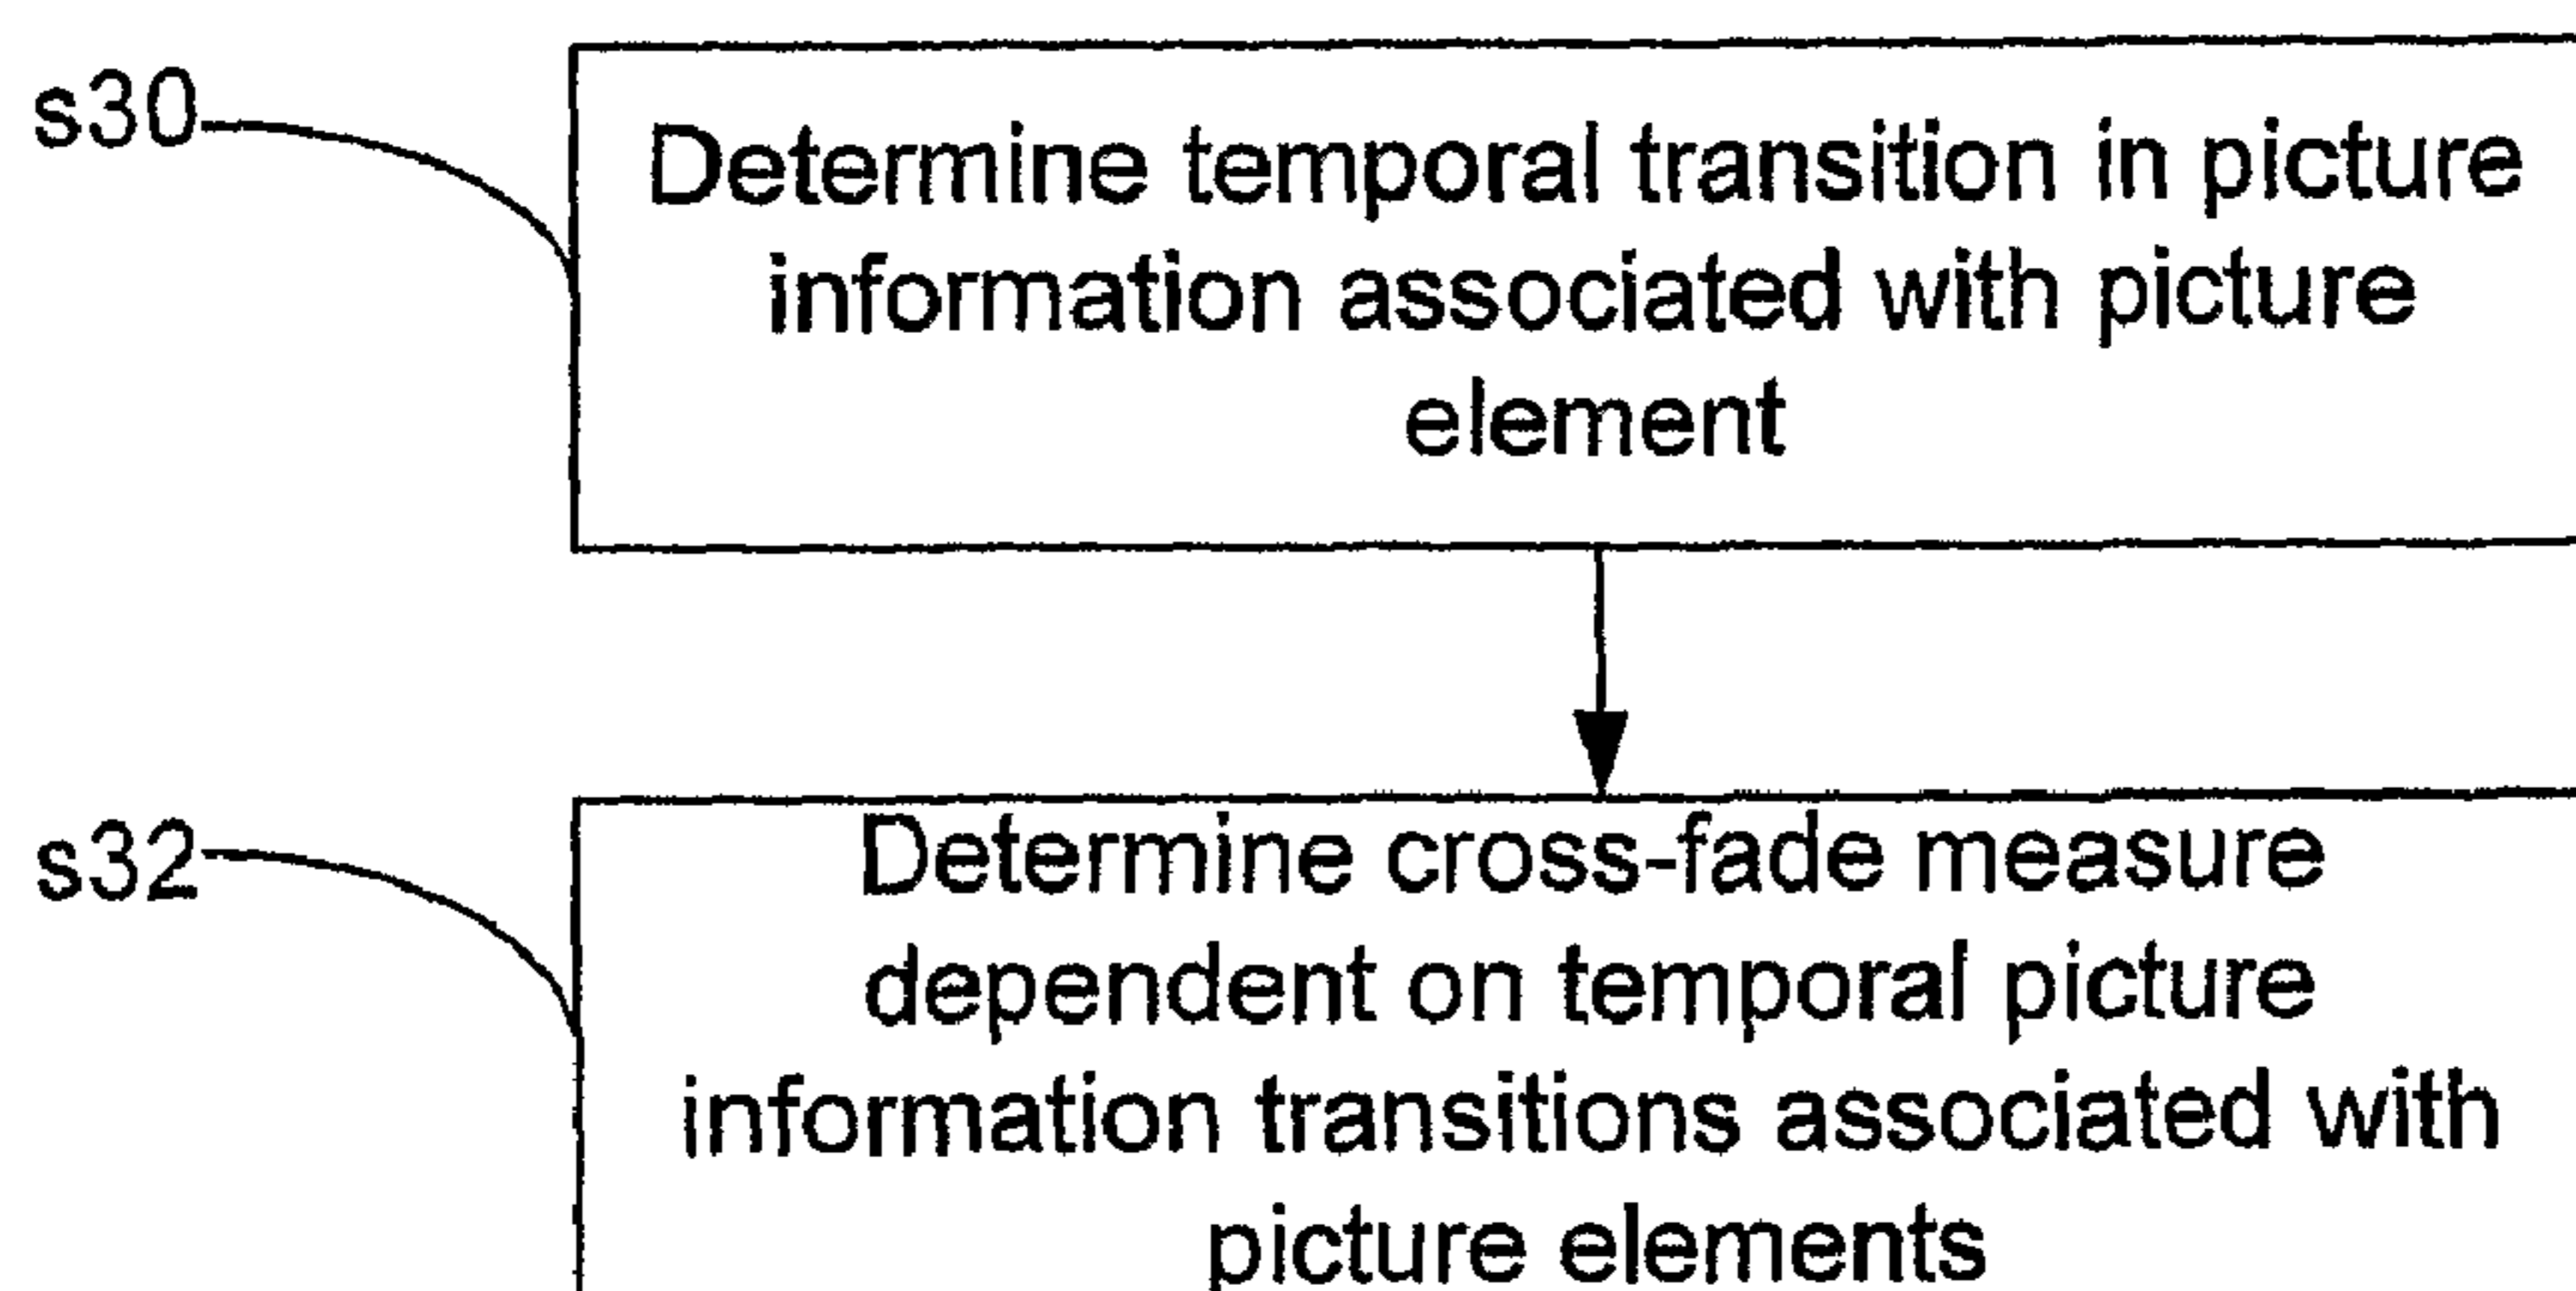 s30
Determine temporal transition in picture
information associated with picture
element
s32
Determine cross-fade measure
dependent on temporal picture
information transitions associated with
picture elements